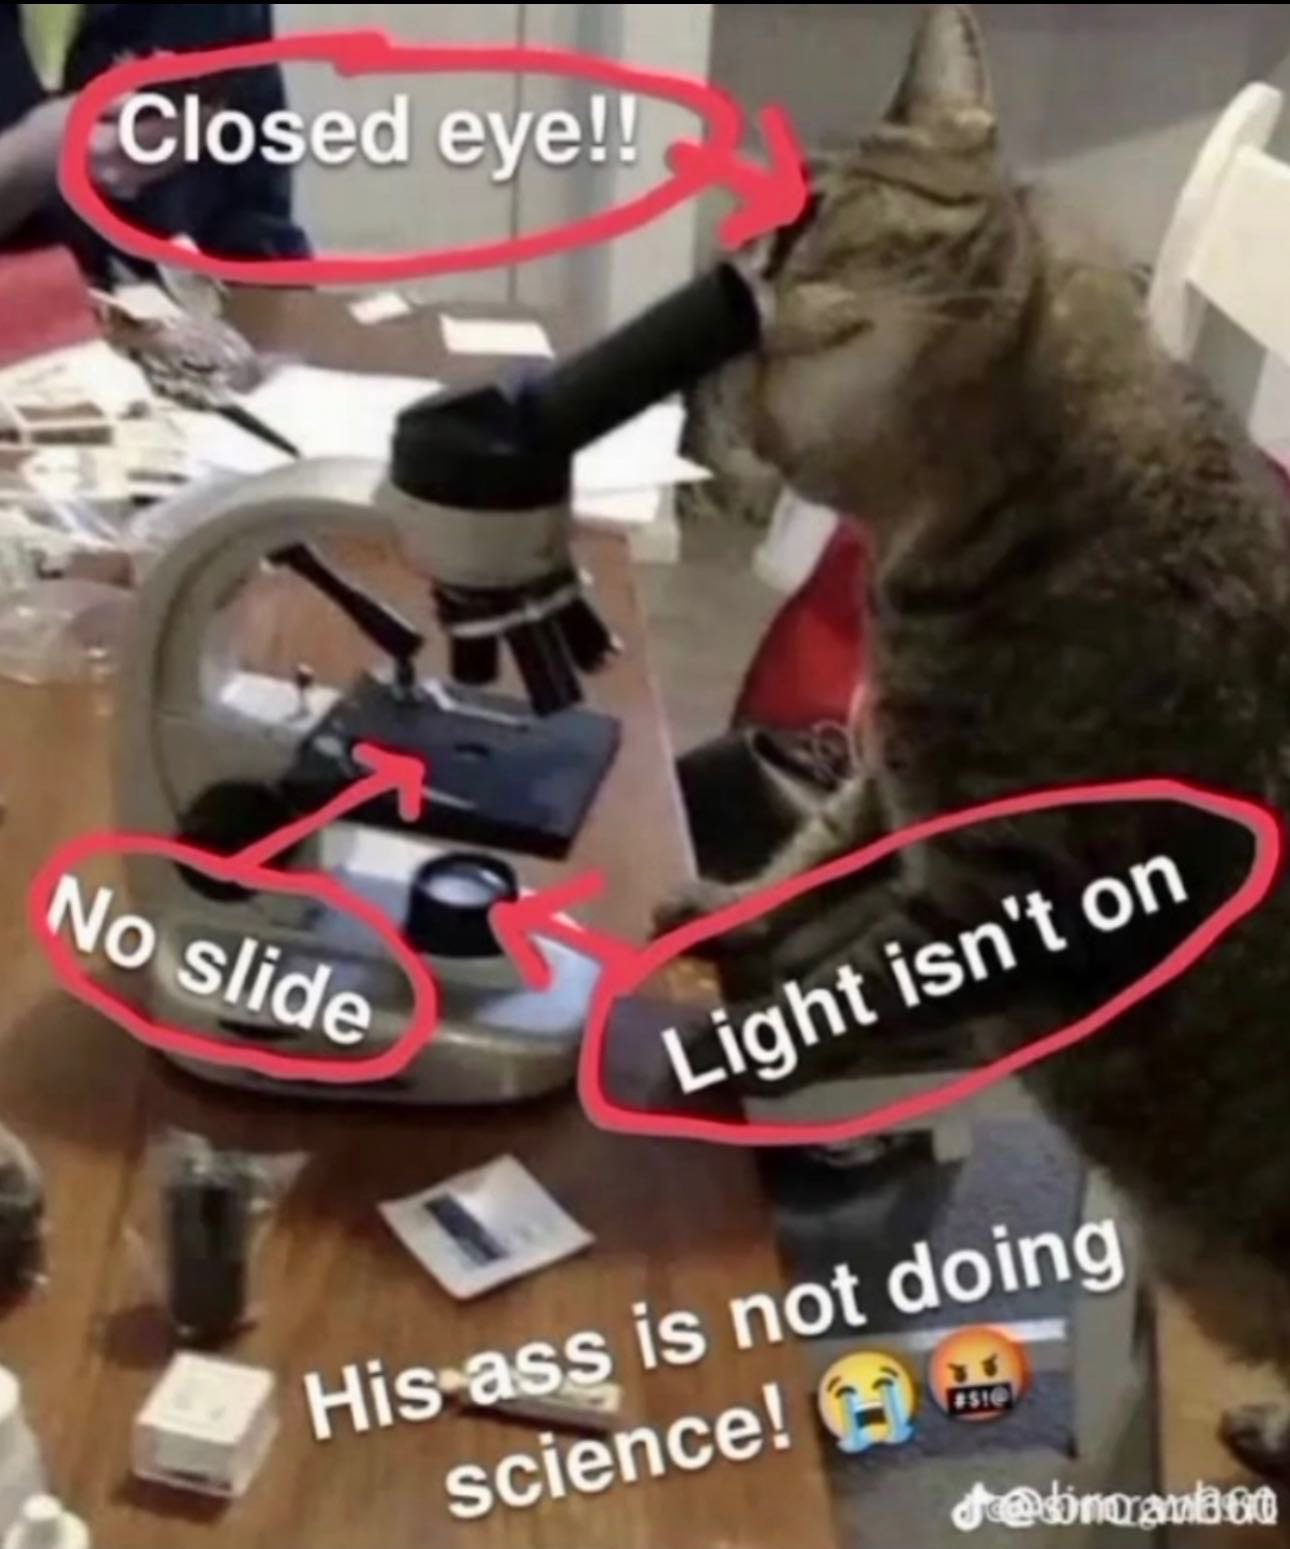 Closed eye!!
No slide
Light isn't on
His ass is not doing
science! 😭🤬